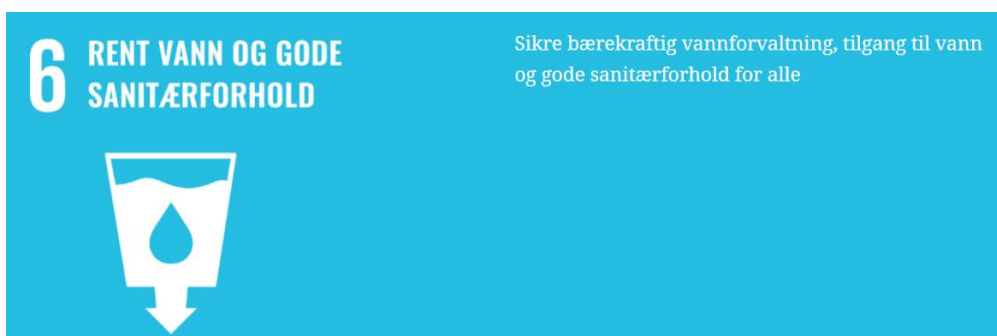 6 RENT VANN OG GODE
SANITÆRFORHOLD
Sikre bærekraftig vannforvaltning, tilgang til vann
og gode sanitærforhold for alle